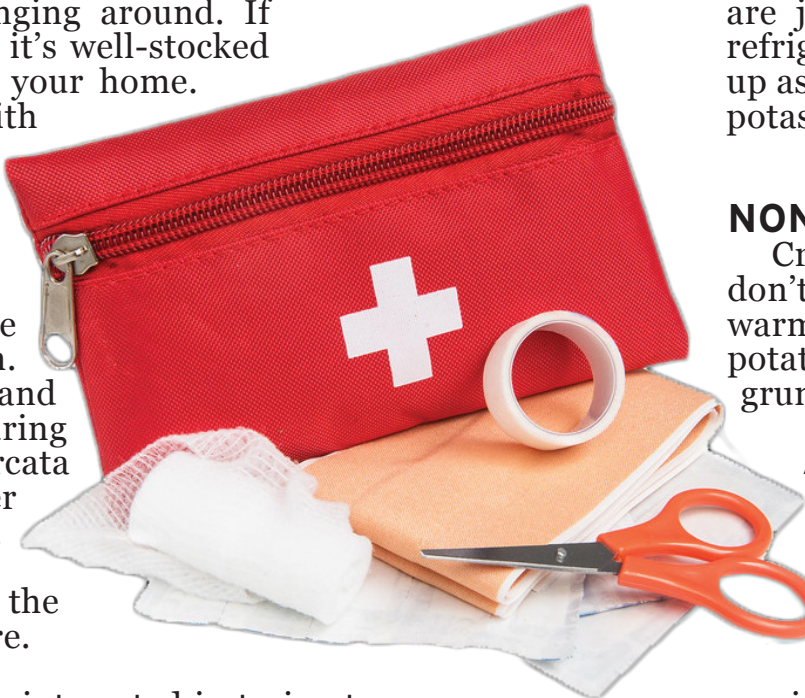 nging around. If
it’s well-stocked
your home.
ith
e
n.
and
ring
rcata
er
the
re.
are j
refrig
up as
potas
NON
Cr
don’t
warm
potat
grun